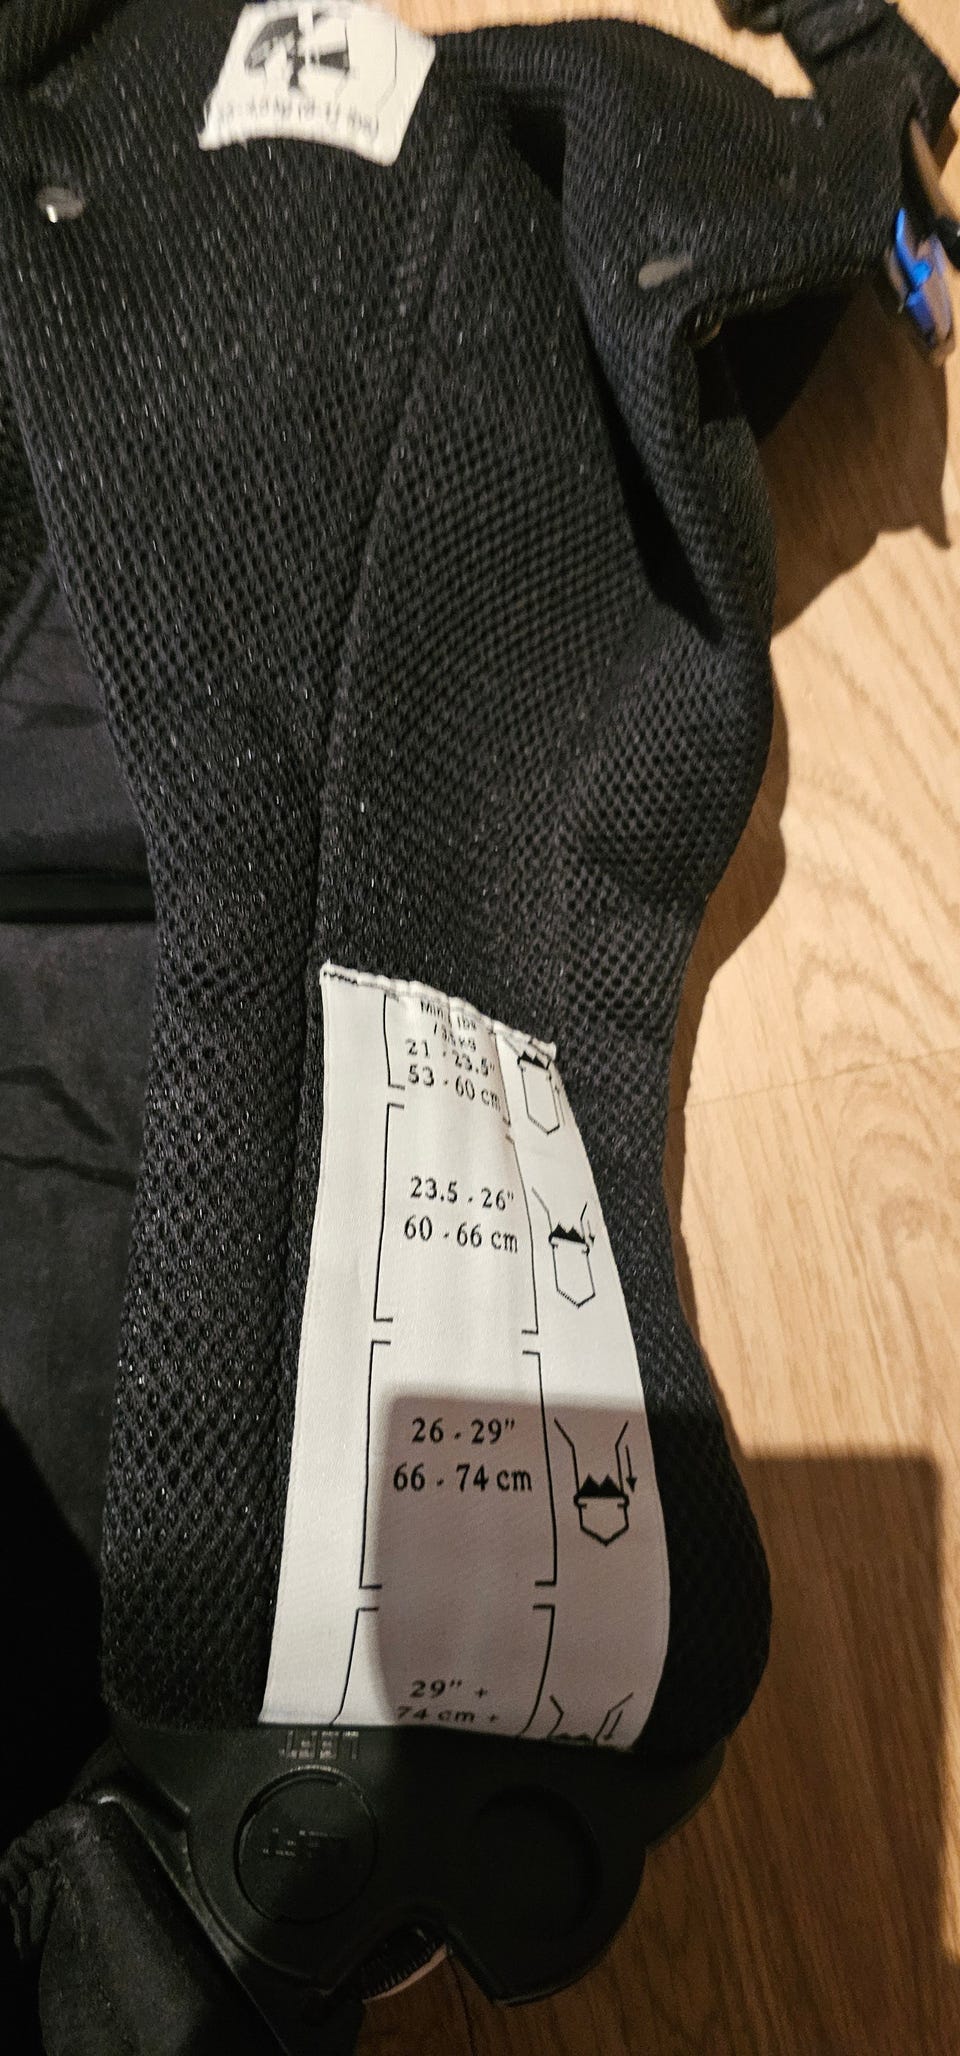 21 - 23.5"
53 - 60 cm
23.5 - 26"
60 - 66 cm
26 - 29"
66 - 74 cm
29" +
74 cm +